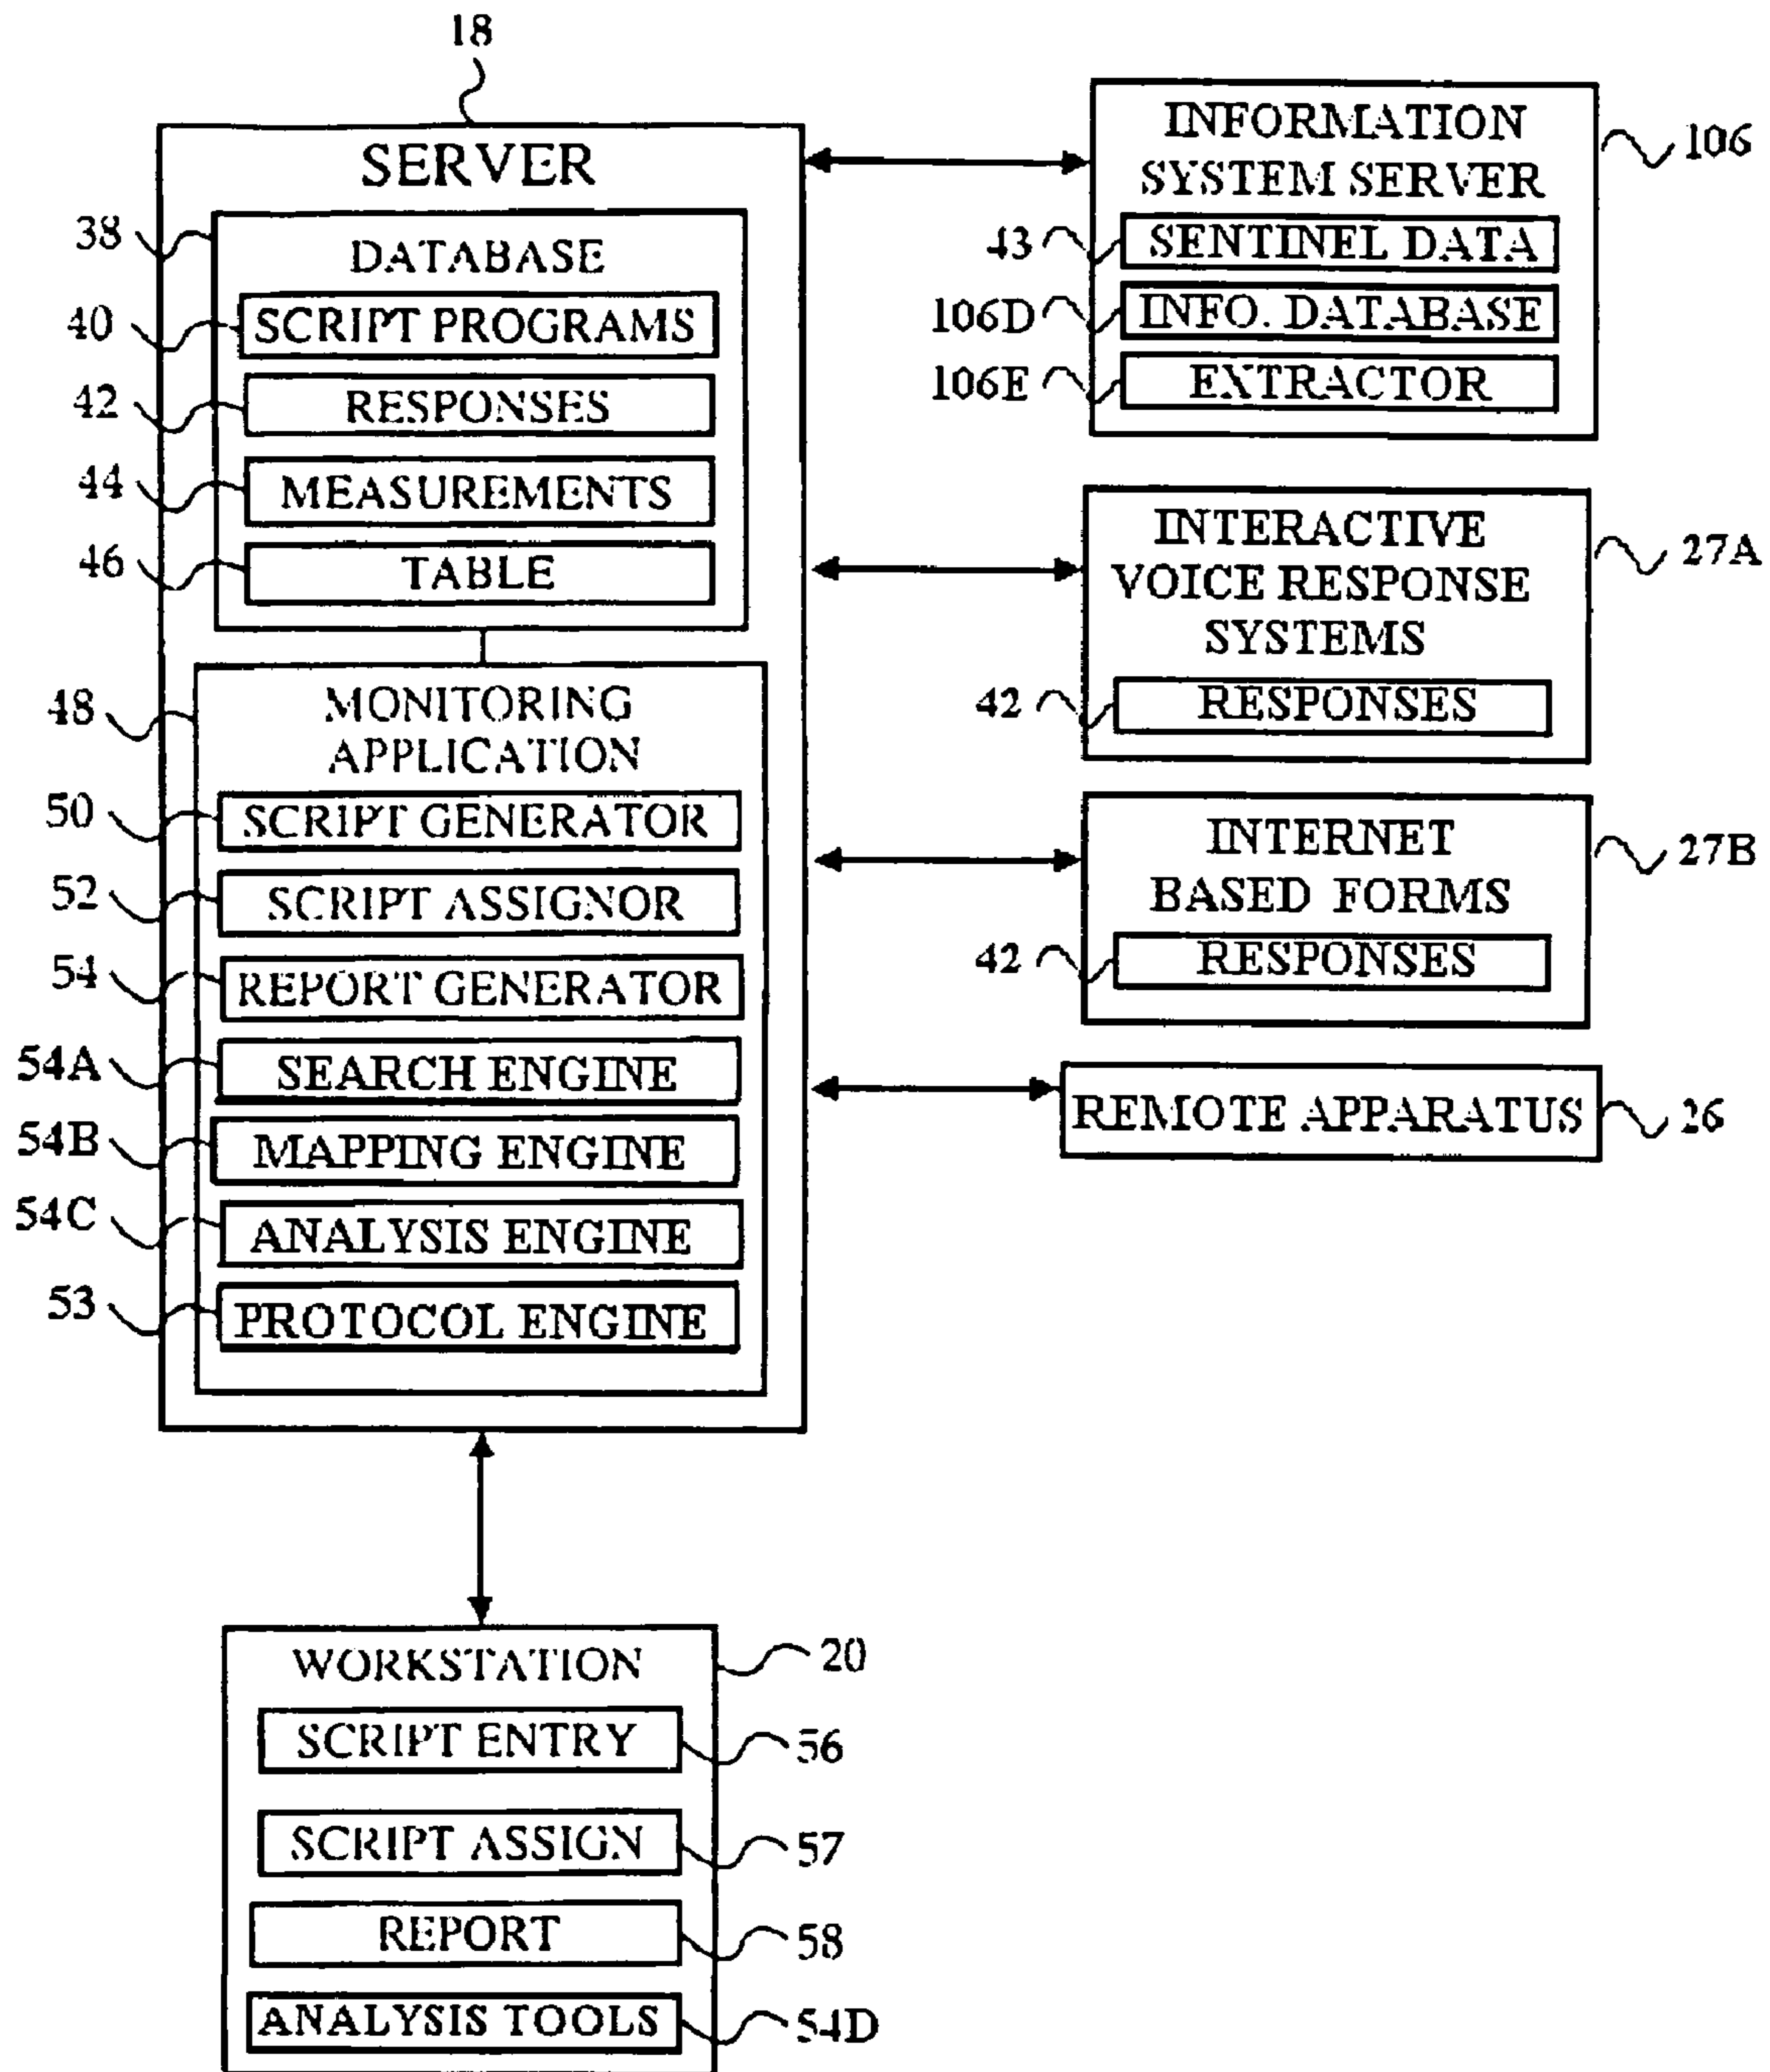 18
SERVER
38
DATABASE
40
SCRIPT PROGRAMS
42
RESPONSES
44
MEASUREMENTS
46
TABLE
48
MONITORING
APPLICATION
50
SCRIPT GENERATOR
52
SCRIPT ASSIGNOR
54
REPORT GENERATOR
54A
SEARCH ENGINE
54B
MAPPING ENGINE
54C
ANALYSIS ENGINE
53
PROTOCOL ENGINE
INFORMATION
SYSTEM SERVER
106
43
SENTINEL DATA
106D
INFO. DATABASE
106E
EXTRACTOR
INTERACTIVE
VOICE RESPONSE
SYSTEMS
27A
42
RESPONSES
INTERNET
BASED FORMS
27B
42
RESPONSES
REMOTE APPARATUS
26
WORKSTATION
20
SCRIPT ENTRY
56
SCRIPT ASSIGN
57
REPORT
58
ANALYSIS TOOLS
54D